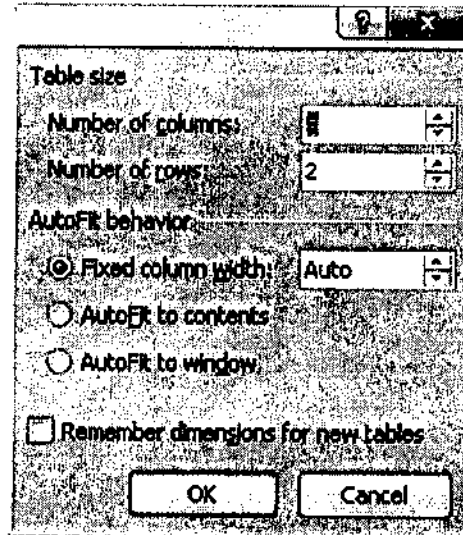 Table size
Number of columns:
Number of rows: 2
AutoFit behavior
Fixed column width: Auto
AutoFit to contents
AutoFit to window
Remember dimensions for new tables
OK Cancel